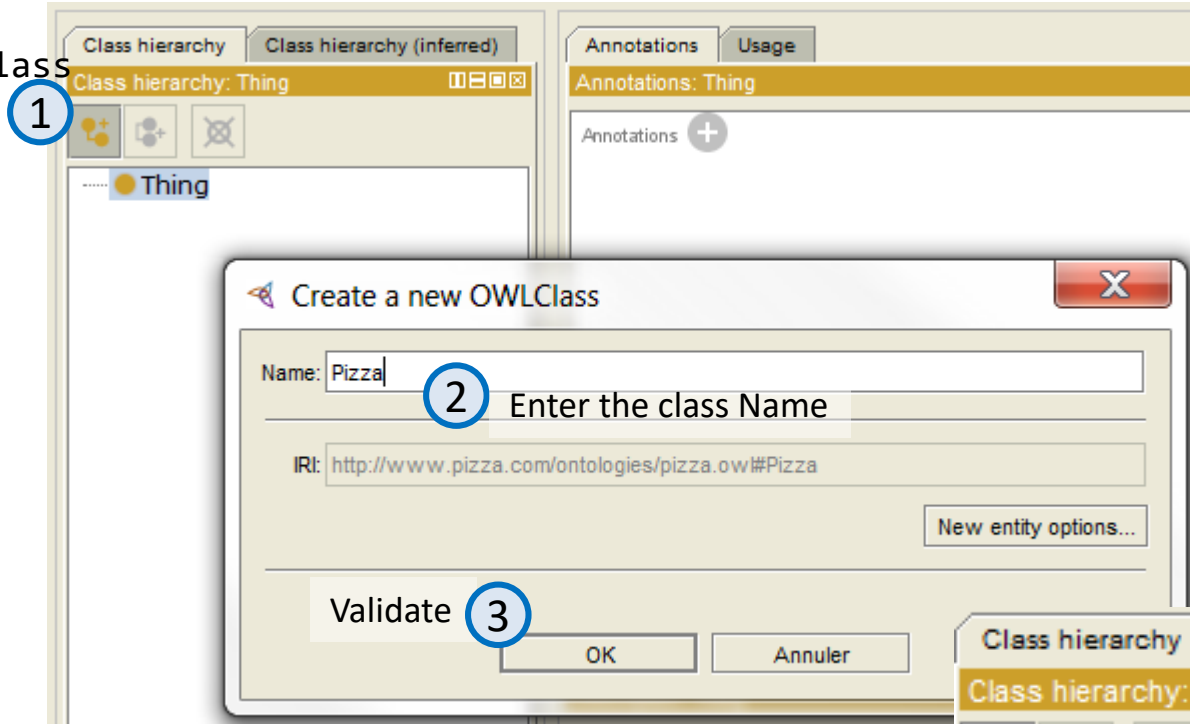 Class hierarchy Class hierarchy (inferred) Annotations Usage
lass
Class hierarchy: Thing Annotations: Thing
1
Annotations
Thing
Create a new OWLClass
Name: Pizza
2 Enter the class Name
IRI: http://www.pizza.com/ontologies/pizza.owl#Pizza
New entity options...
Validate 3
OK Annuler
Class hierarchy
Class hierarchy: